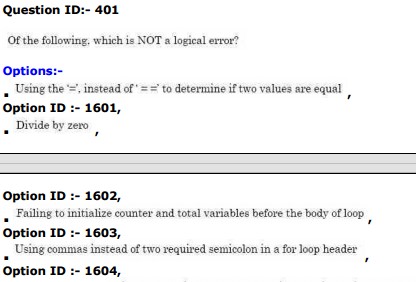 Question ID:- 401
Of the following, which is NOT a logical error?
Options:-
Using the '=', instead of ' = =' to determine if two values are equal ,
Option ID :- 1601,
Divide by zero ,
Option ID :- 1602,
Failing to initialize counter and total variables before the body of loop ,
Option ID :- 1603,
Using commas instead of two required semicolon in a for loop header ,
Option ID :- 1604,